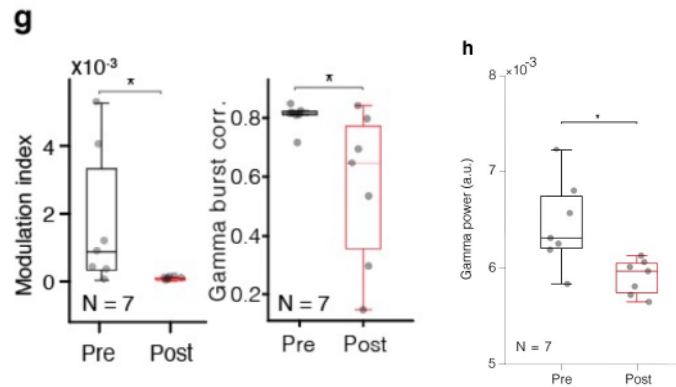 g
X10⁻³
*
Modulation index
4
2
0
N = 7
Pre
Post
*
Gamma burst corr.
0.8
0.6
0.4
0.2
N = 7
Pre
Post
h
×10⁻³
*
Gamma power (a.u.)
8
7
6
5
N = 7
Pre
Post